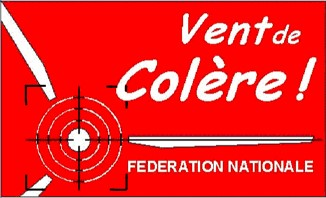 Vent de
Colère !
FEDERATION NATIONALE